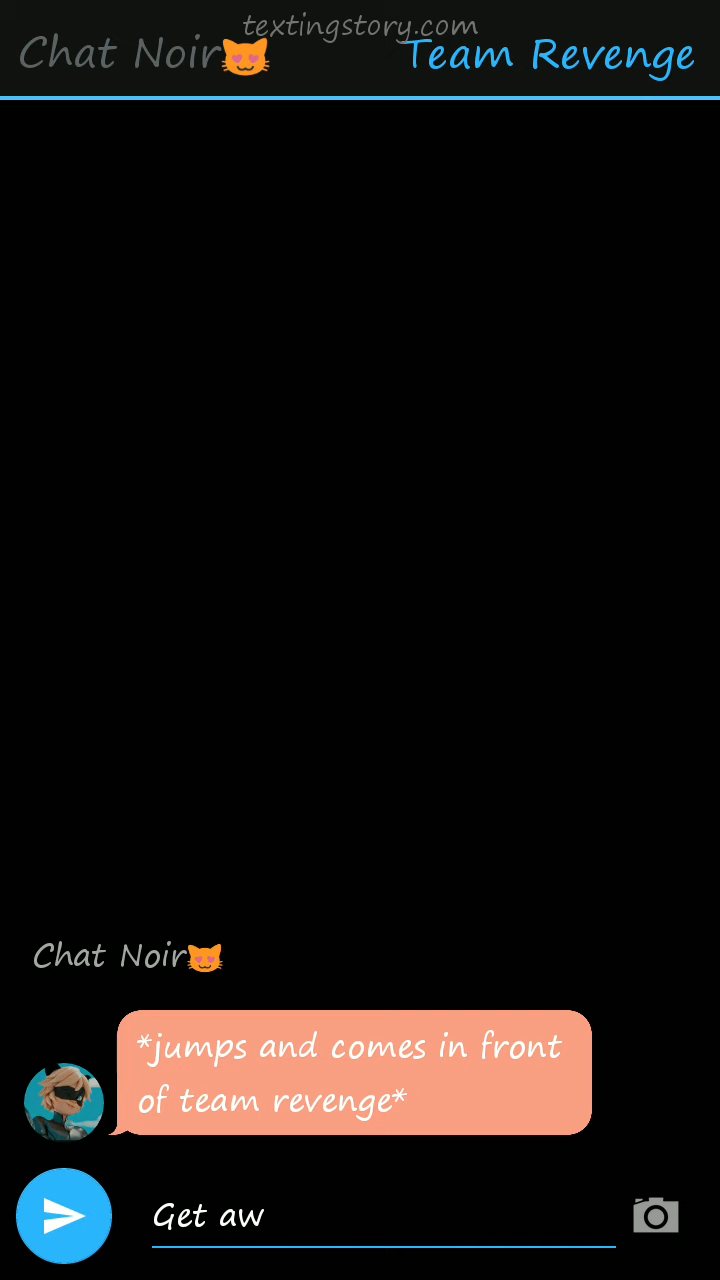 textingstory.com
Chat Noir😻 Team Revenge
Chat Noir😻
*jumps and comes in front
of team revenge*
Get aw